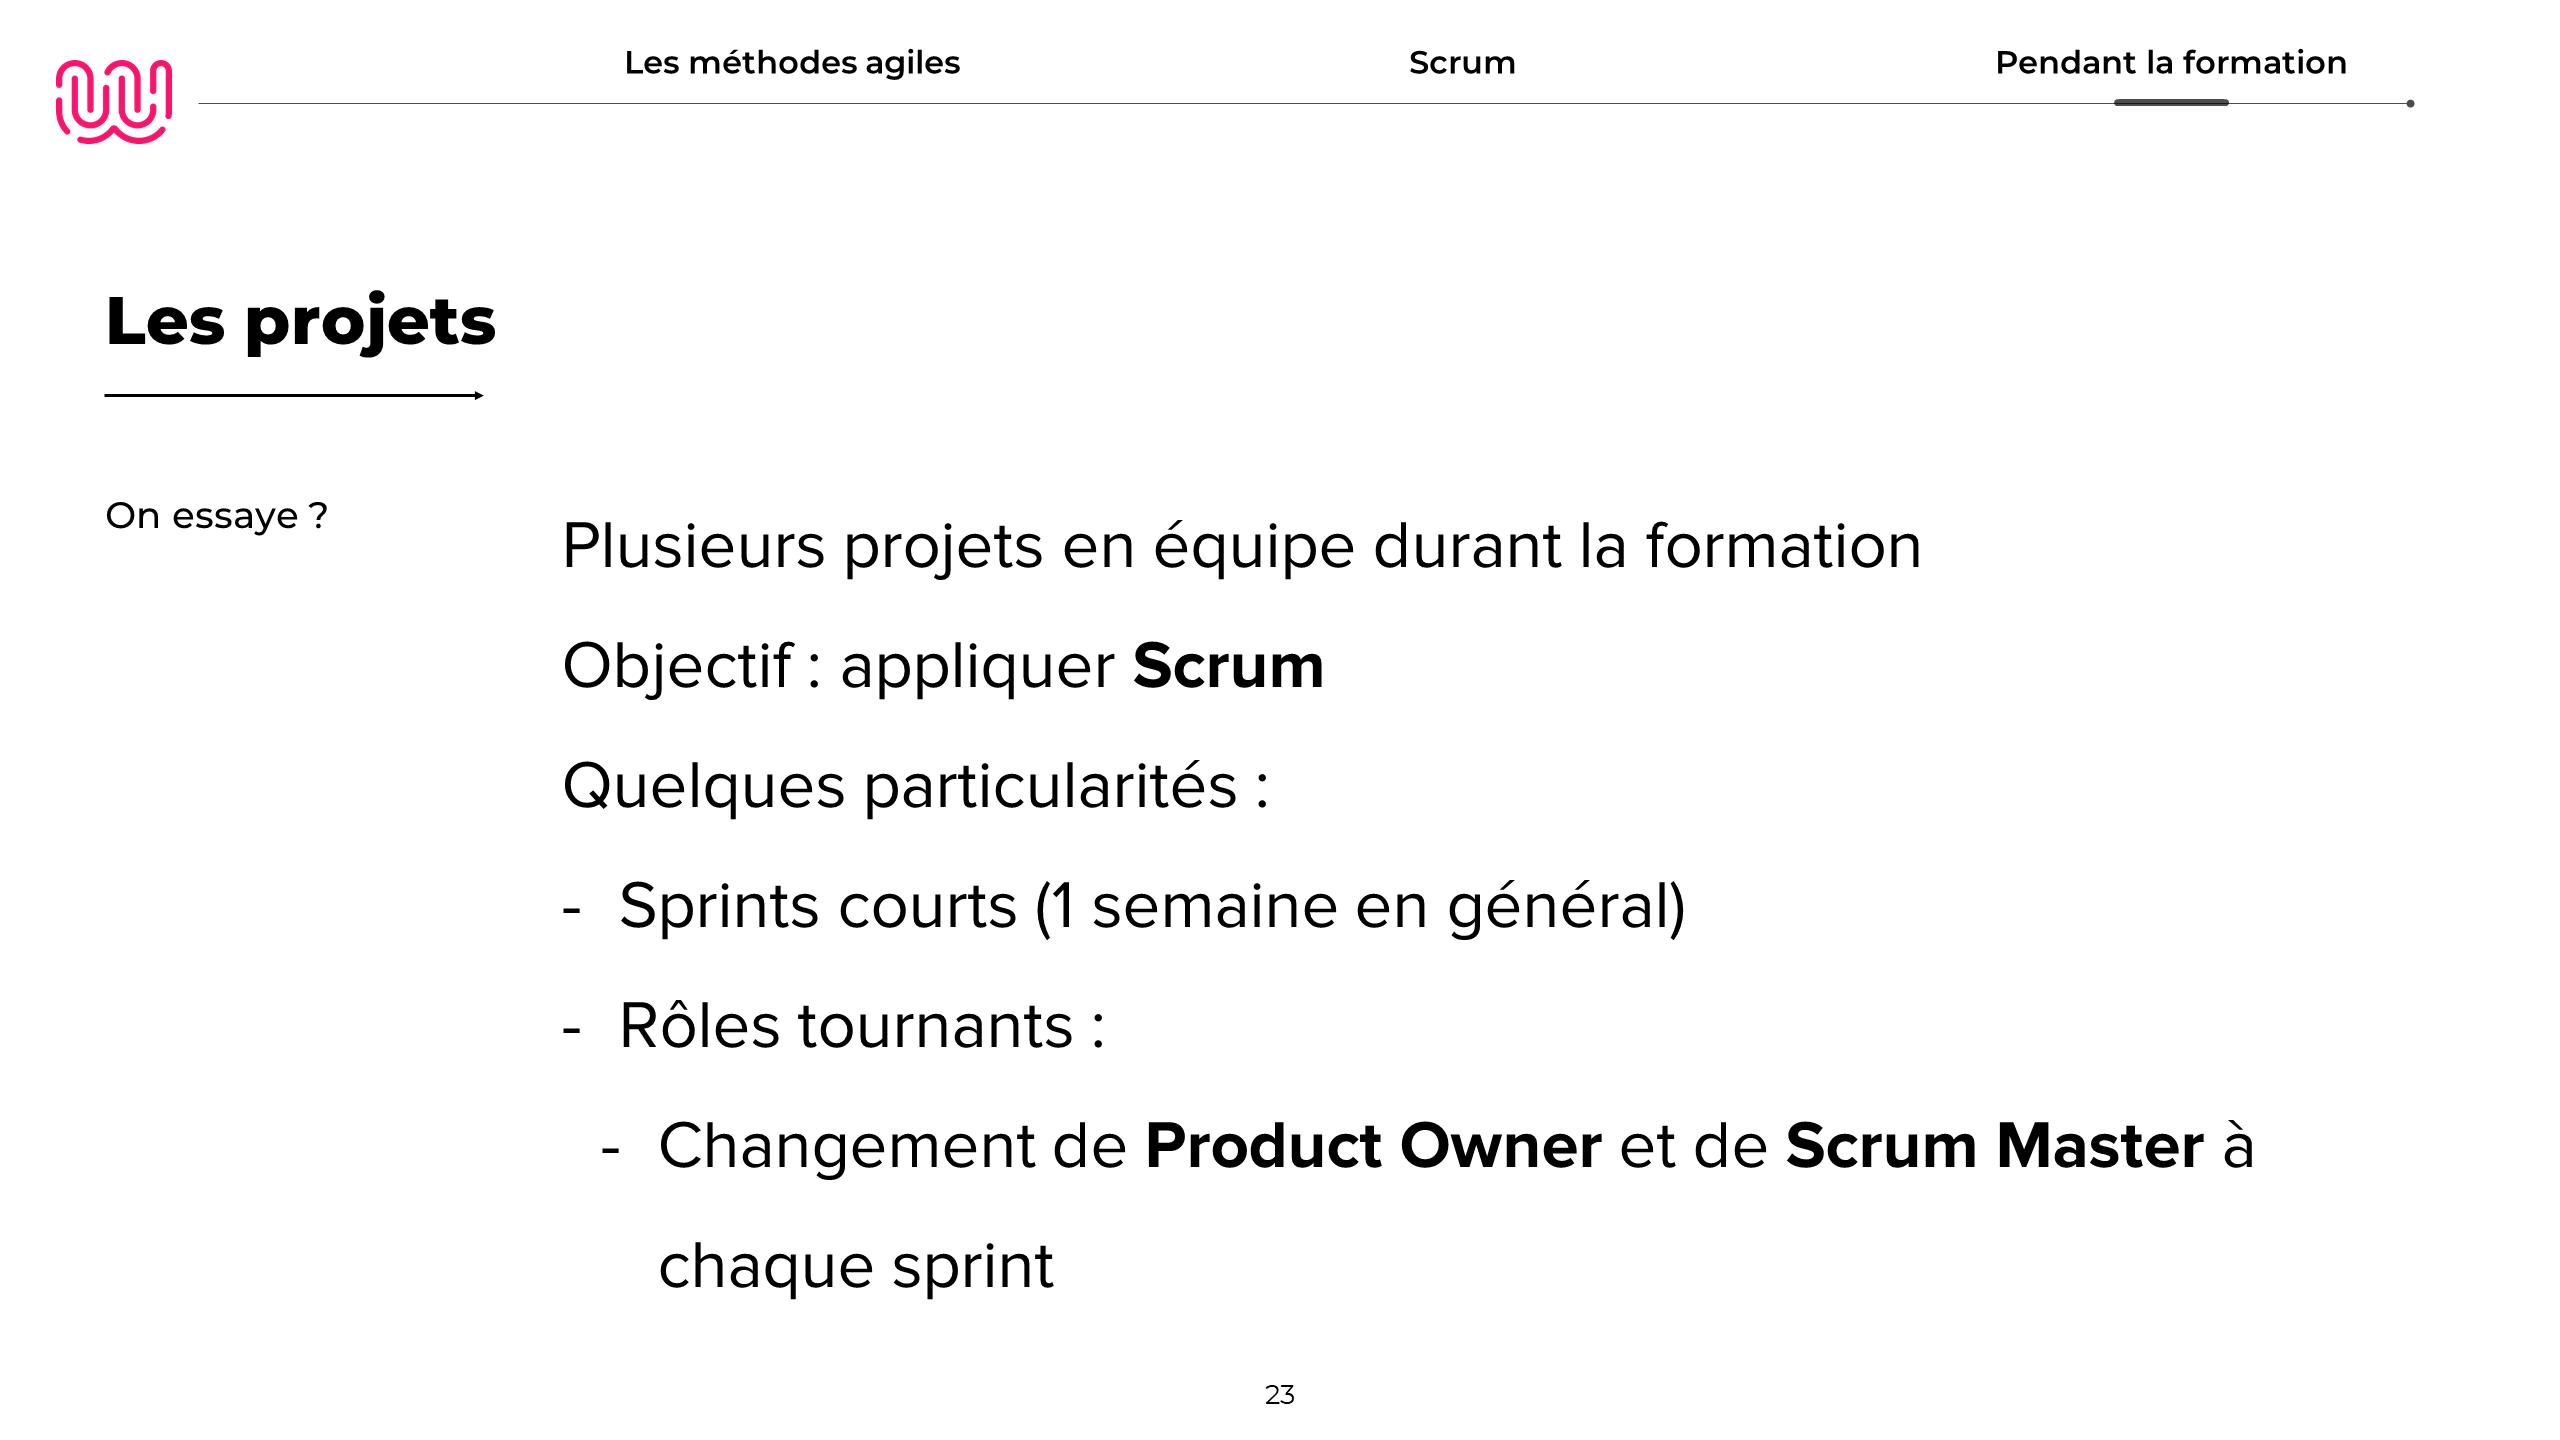 Les méthodes agiles
Scrum
Pendant la formation
Les projets
On essaye ?
Plusieurs projets en équipe durant la formation
Objectif : appliquer Scrum
Quelques particularités :
- Sprints courts (1 semaine en général)
- Rôles tournants :
- Changement de Product Owner et de Scrum Master à
chaque sprint
23